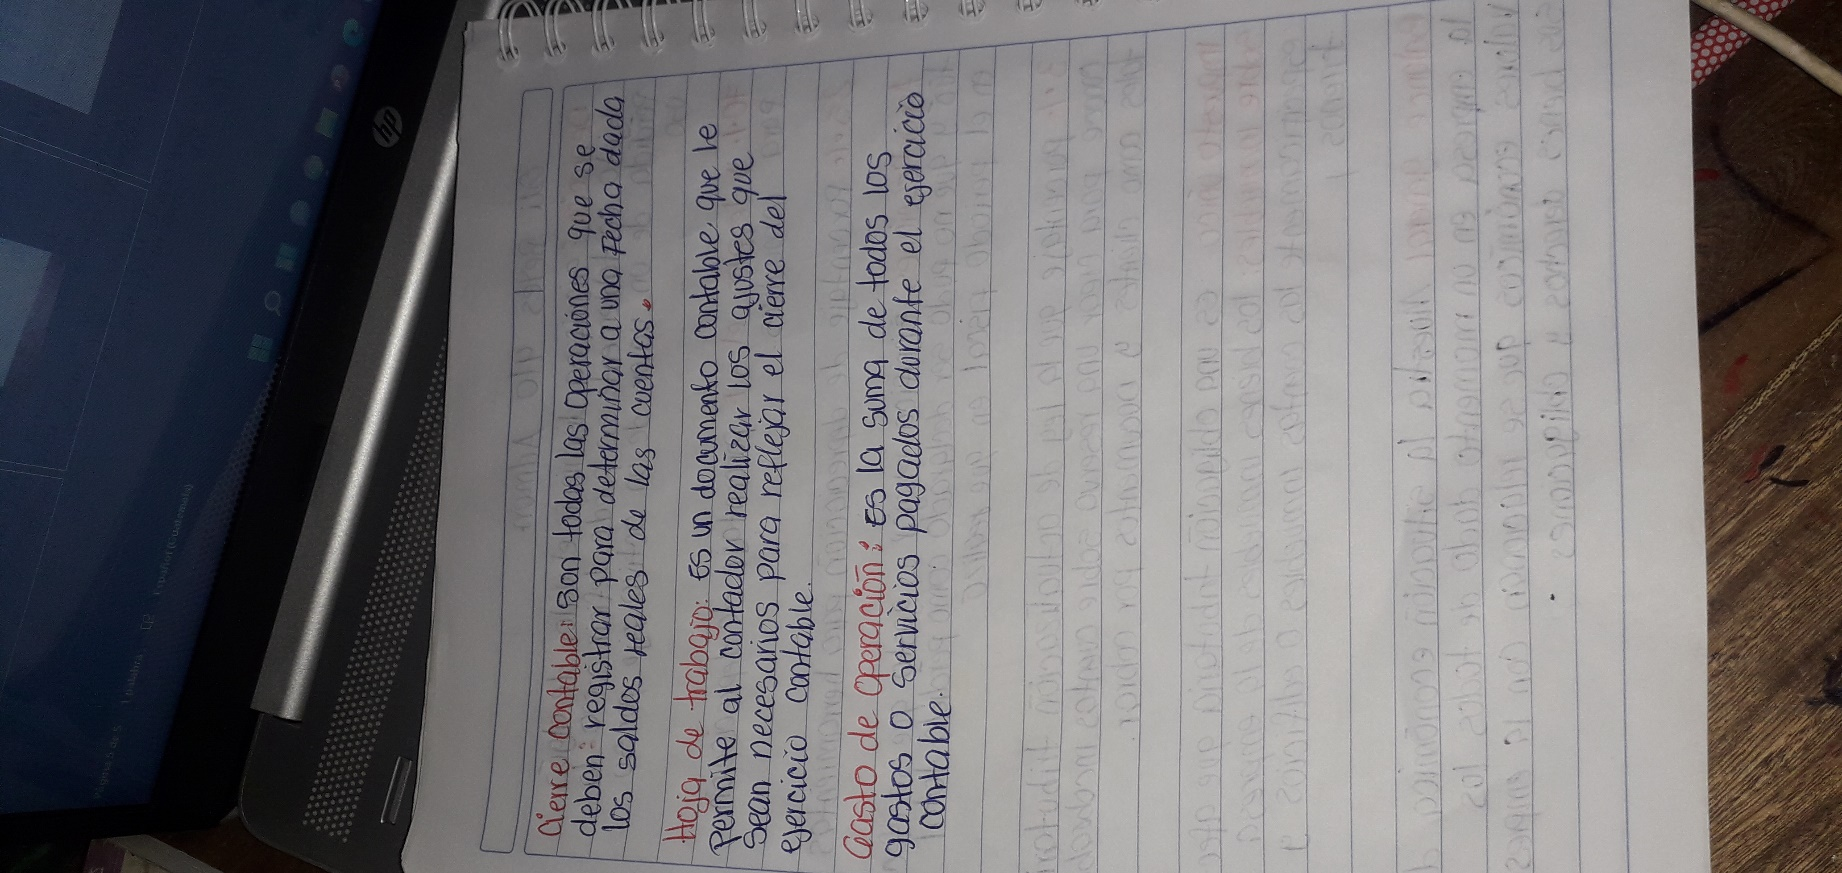 Cierre contable: son todas las operaciones que se
deben registrar para determinar a una fecha dada
los saldos reales de las cuentas.
Hoja de trabajo: Es un documento contable que le
permite al contador realizar los ajustes que
sean necesarios para reflejar el cierre del
ejercicio contable.
Gasto de operación: Es la suma de todos los
gastos o servicios pagados durante el ejercicio
contable.
hp